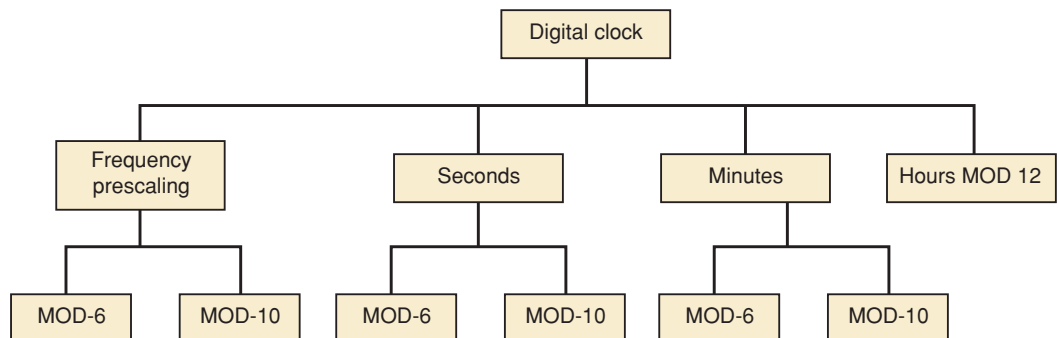 Digital clock
Frequency
prescaling
Seconds
Minutes
Hours MOD 12
MOD-6
MOD-10
MOD-6
MOD-10
MOD-6
MOD-10